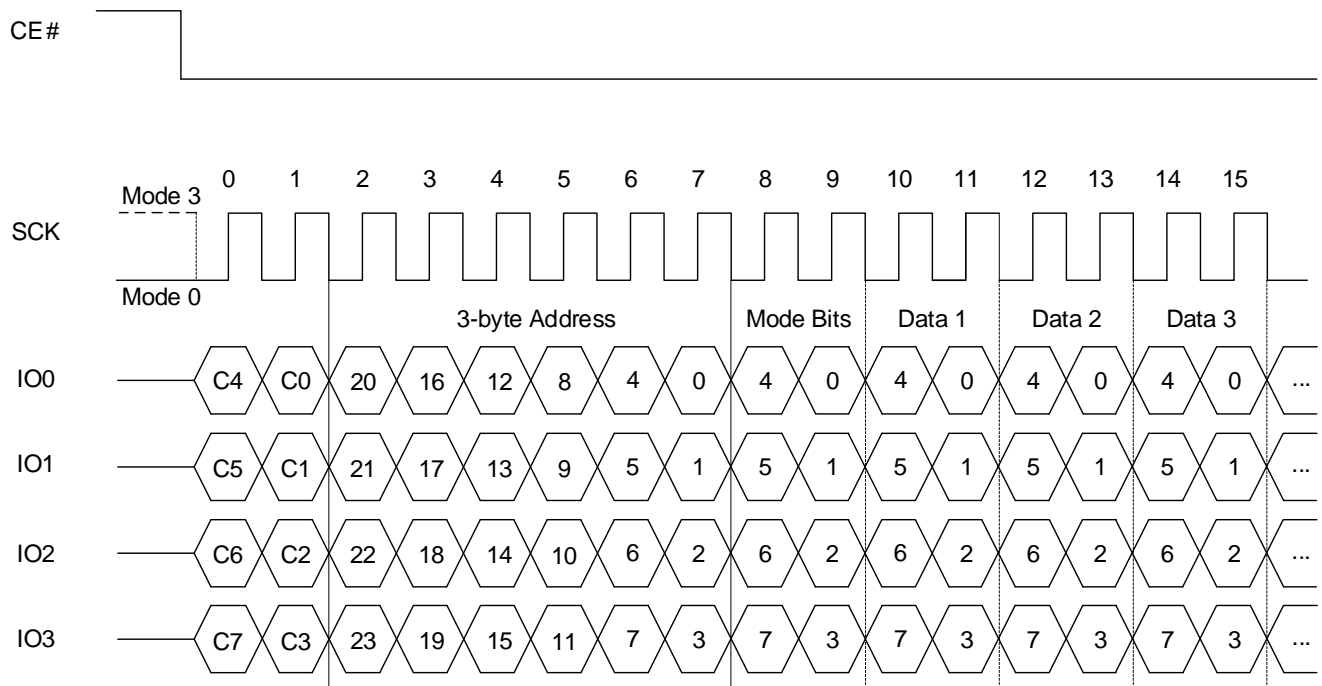 CE#
0 1 2 3 4 5 6 7 8 9 10 11 12 13 14 15
Mode 3
SCK
Mode 0
3-byte Address Mode Bits Data 1 Data 2 Data 3
IO0 C4 C0 20 16 12 8 4 0 4 0 4 0 4 0 4 0 ...
IO1 C5 C1 21 17 13 9 5 1 5 1 5 1 5 1 5 1 ...
IO2 C6 C2 22 18 14 10 6 2 6 2 6 2 6 2 6 2 ...
IO3 C7 C3 23 19 15 11 7 3 7 3 7 3 7 3 7 3 ...